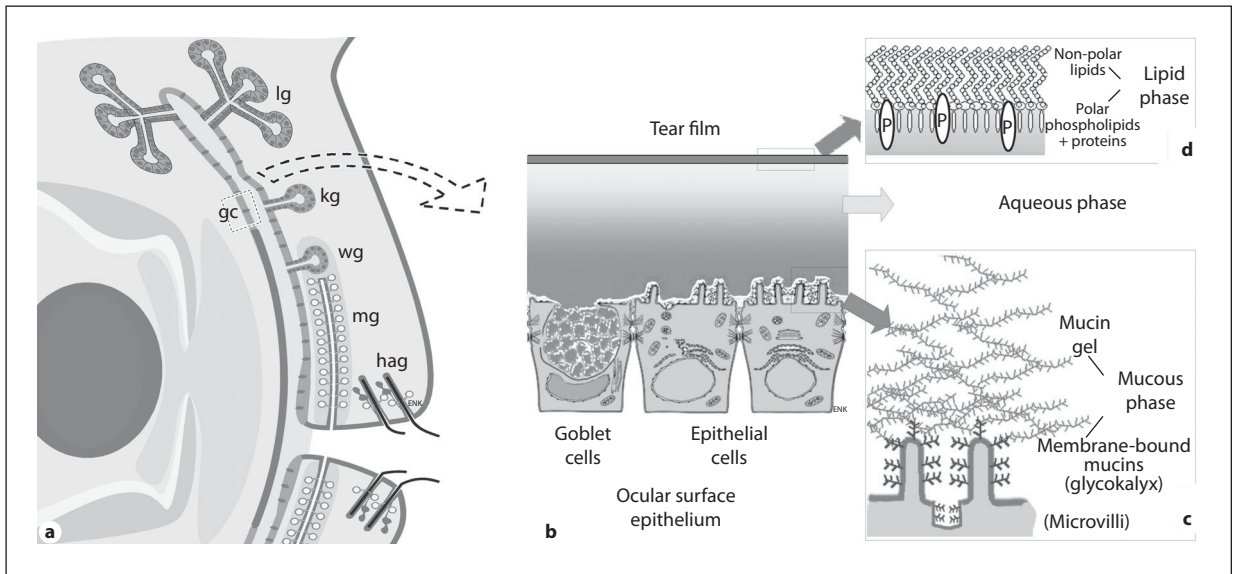 lg
kg
gc
wg
mg
hag
ENK
a
Tear film
Goblet
cells
Epithelial
cells
ENK
Ocular surface
epithelium
b
Non-polar
lipids
Lipid
phase
Polar
phospholipids
+ proteins
P
P
P
d
Aqueous phase
Mucin
gel
Mucous
phase
Membrane-bound
mucins
(glycokalyx)
(Microvilli)
c